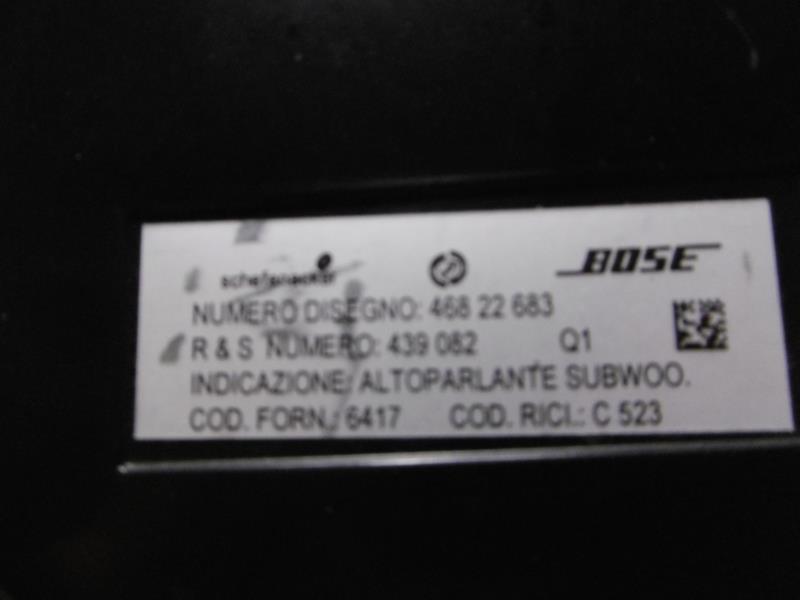 schefenacker
BOSE
NUMERO DISEGNO: 468 22 683
R & S NUMERO: 439 082 Q1
INDICAZIONE: ALTOPARLANTE SUBWOO.
COD. FORN.: 6417 COD. RICI.: C 523